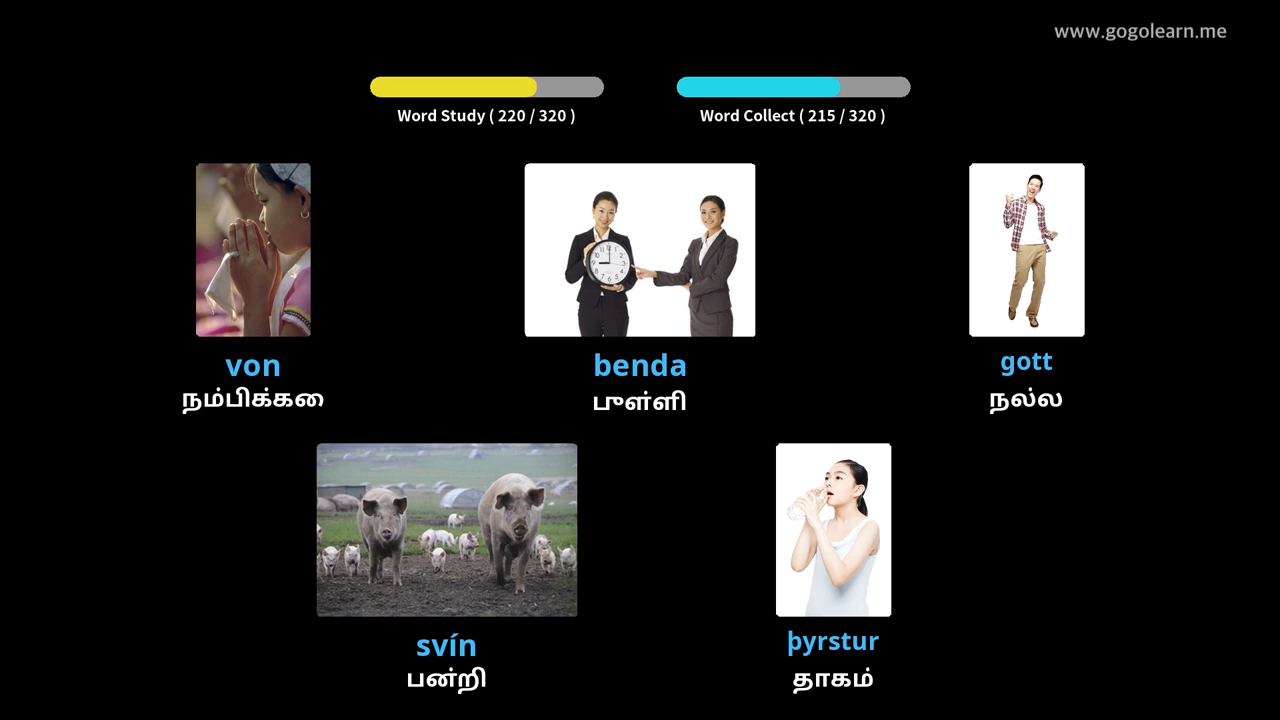 www.gogolearn.me
Word Study ( 220 / 320 )
Word Collect ( 215 / 320 )
von
நம்பிக்கை
benda
புள்ளி
gott
நல்ல
svín
பன்றி
þyrstur
தாகம்